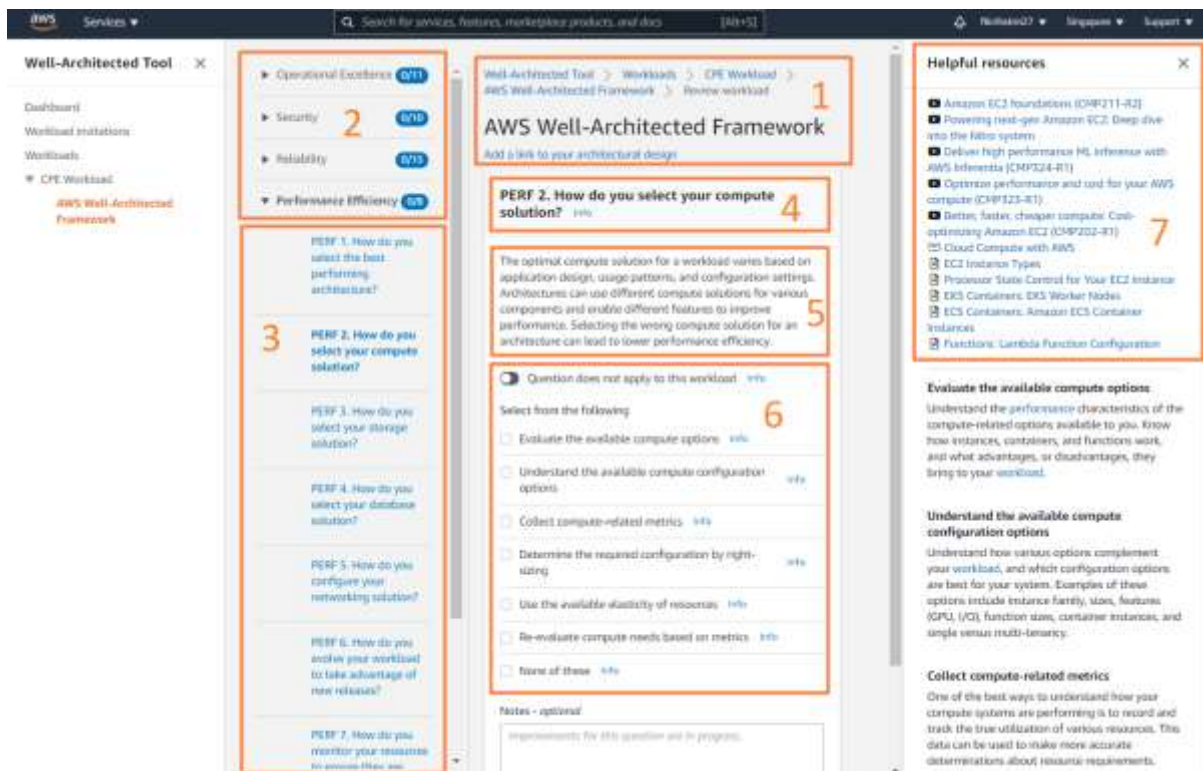 aws
Services
Search for services, features, marketplace products, and docs
[Alt+S]
Singapore
Support
Well-Architected Tool
Dashboard
Workload invitations
Workloads
CPE Workload
AWS Well-Architected
Framework
Operational Excellence 0/11
Security 0/10
2
Reliability
Performance Efficiency 0/8
3
PERF 1. How do you
select the best
performing
architecture?
PERF 2. How do you
select your compute
solution?
PERF 3. How do you
select your storage
solution?
PERF 4. How do you
select your database
solution?
PERF 5. How do you
configure your
networking solution?
PERF 6. How do you
evolve your workload
to take advantage of
new releases?
PERF 7. How do you
monitor your resources
to ensure they are
Well-Architected Tool > Workloads > CPE Workload >
AWS Well-Architected Framework > Review workload
1
AWS Well-Architected Framework
Add a link to your architectural design
PERF 2. How do you select your compute
solution? Info
4
The optimal compute solution for a workload varies based on
application design, usage patterns, and configuration settings.
Architectures can use different compute solutions for various
components and enable different features to improve
performance. Selecting the wrong compute solution for an
architecture can lead to lower performance efficiency.
5
Question does not apply to this workload Info
6
Select from the following
Evaluate the available compute options Info
Understand the available compute configuration
options Info
Collect compute-related metrics Info
Determine the required configuration by right-
sizing Info
Use the available elasticity of resources Info
Re-evaluate compute needs based on metrics Info
None of these Info
Notes - optional
Improvements for this question are in progress.
Helpful resources
Amazon EC2 foundations (CMP211-R2)
Powering next-gen Amazon EC2: Deep dive
into the Nitro system
Deliver high performance ML inference with
AWS Inferentia (CMP324-R1)
Optimize performance and cost for your AWS
compute (CMP323-R1)
Better, faster, cheaper compute: Cost-
optimizing Amazon EC2 (CMP202-R1)
7
Cloud Compute with AWS
EC2 Instance Types
Processor State Control for Your EC2 Instance
EKS Containers: EKS Worker Nodes
ECS Containers: Amazon ECS Container
Instances
Functions: Lambda Function Configuration
Evaluate the available compute options
Understand the performance characteristics of the
compute-related options available to you. Know
how instances, containers, and functions work,
and what advantages, or disadvantages, they
bring to your workload.
Understand the available compute
configuration options
Understand how various options complement
your workload, and which configuration options
are best for your system. Examples of these
options include instance family, sizes, features
(GPU, I/O), function sizes, container instances, and
single versus multi-tenancy.
Collect compute-related metrics
One of the best ways to understand how your
compute systems are performing is to record and
track the true utilization of various resources. This
data can be used to make more accurate
determinations about resource requirements.